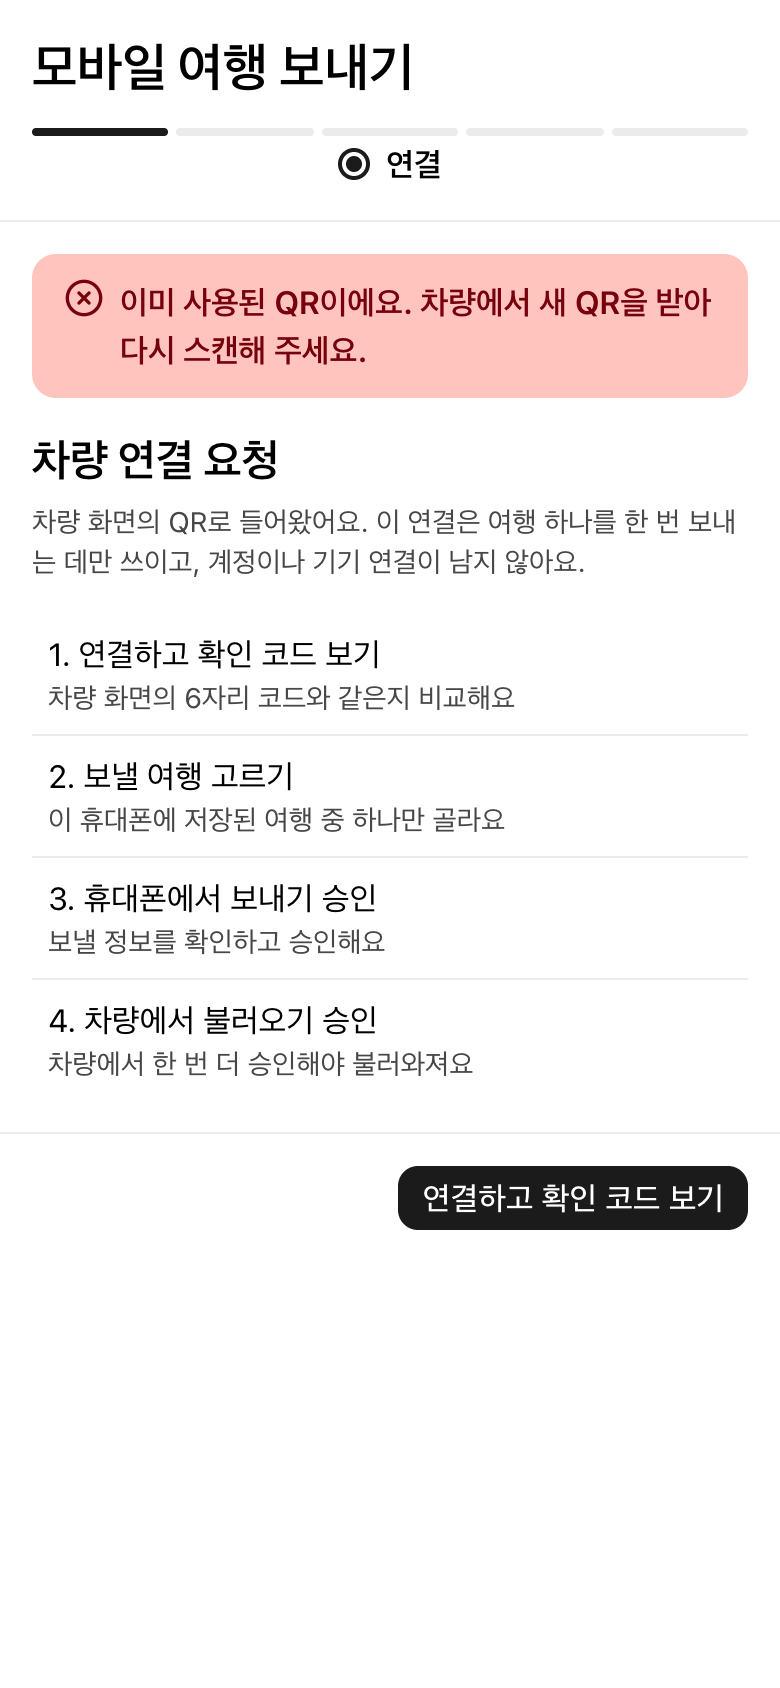 모바일 여행 보내기
연결
이미 사용된 QR이에요. 차량에서 새 QR을 받아
다시 스캔해 주세요.
차량 연결 요청
차량 화면의 QR로 들어왔어요. 이 연결은 여행 하나를 한 번 보내
는 데만 쓰이고, 계정이나 기기 연결이 남지 않아요.
1. 연결하고 확인 코드 보기
차량 화면의 6자리 코드와 같은지 비교해요
2. 보낼 여행 고르기
이 휴대폰에 저장된 여행 중 하나만 골라요
3. 휴대폰에서 보내기 승인
보낼 정보를 확인하고 승인해요
4. 차량에서 불러오기 승인
차량에서 한 번 더 승인해야 불러와져요
연결하고 확인 코드 보기